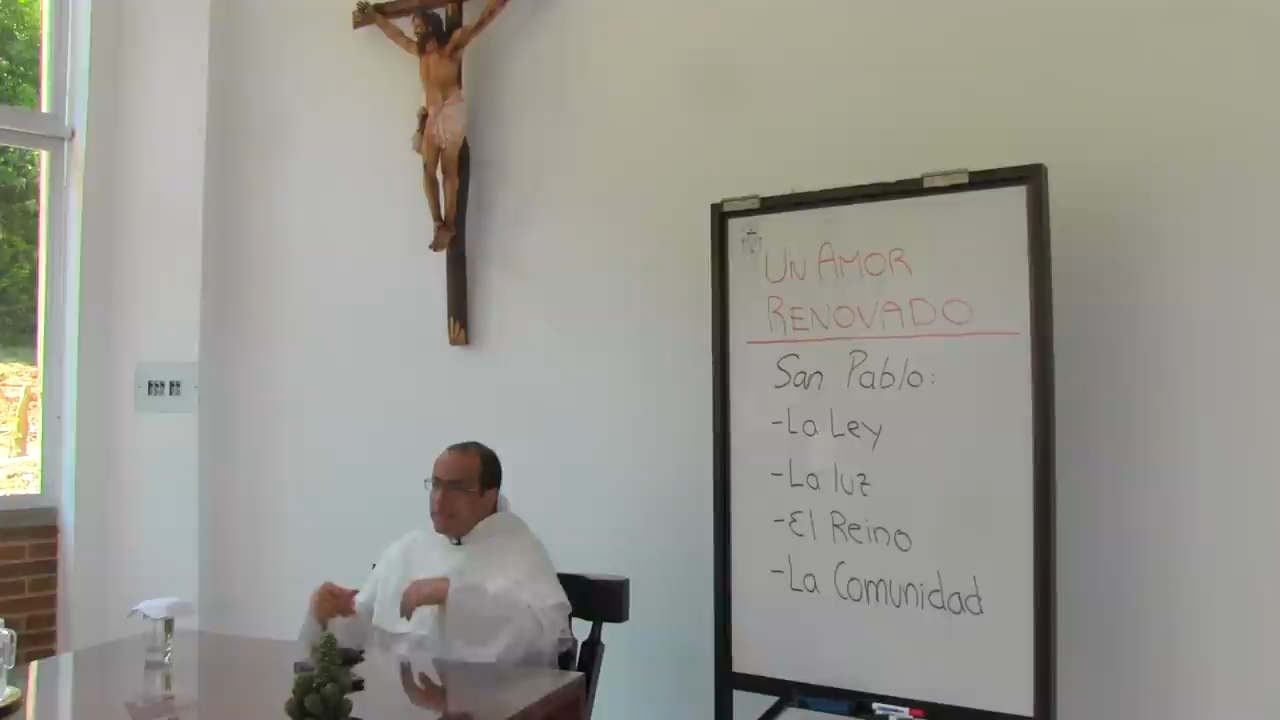 UN AMOR
RENOVADO
San Pablo:
-La Ley
-La luz
-El Reino
-La Comunidad